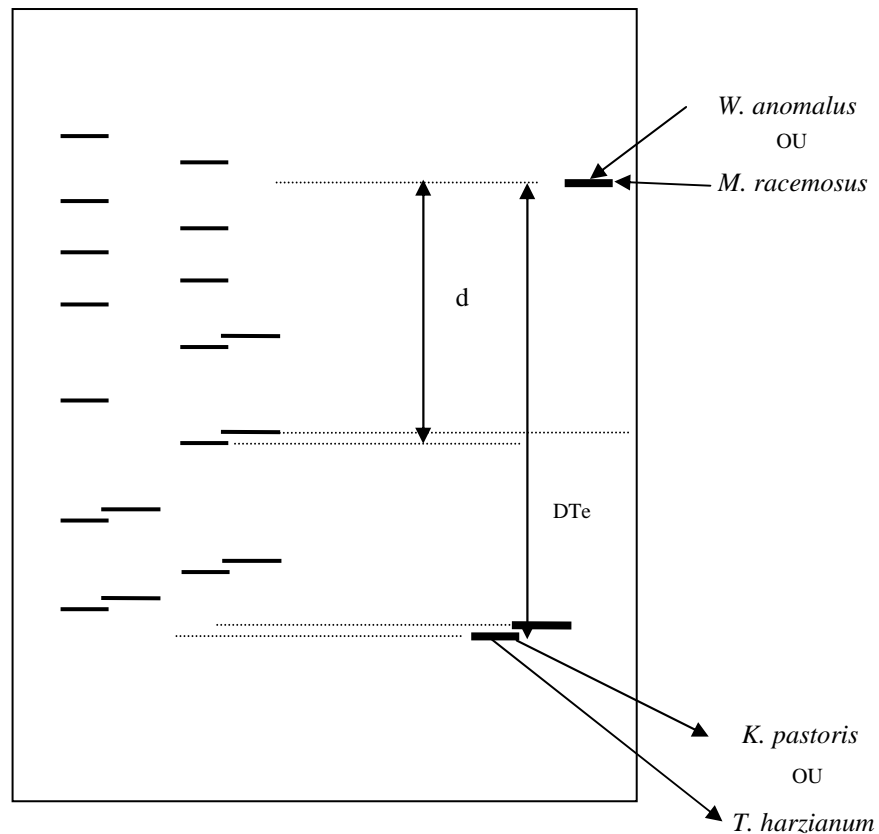 W. anomalus
OU
M. racemosus
d
DTe
K. pastoris
OU
T. harzianum